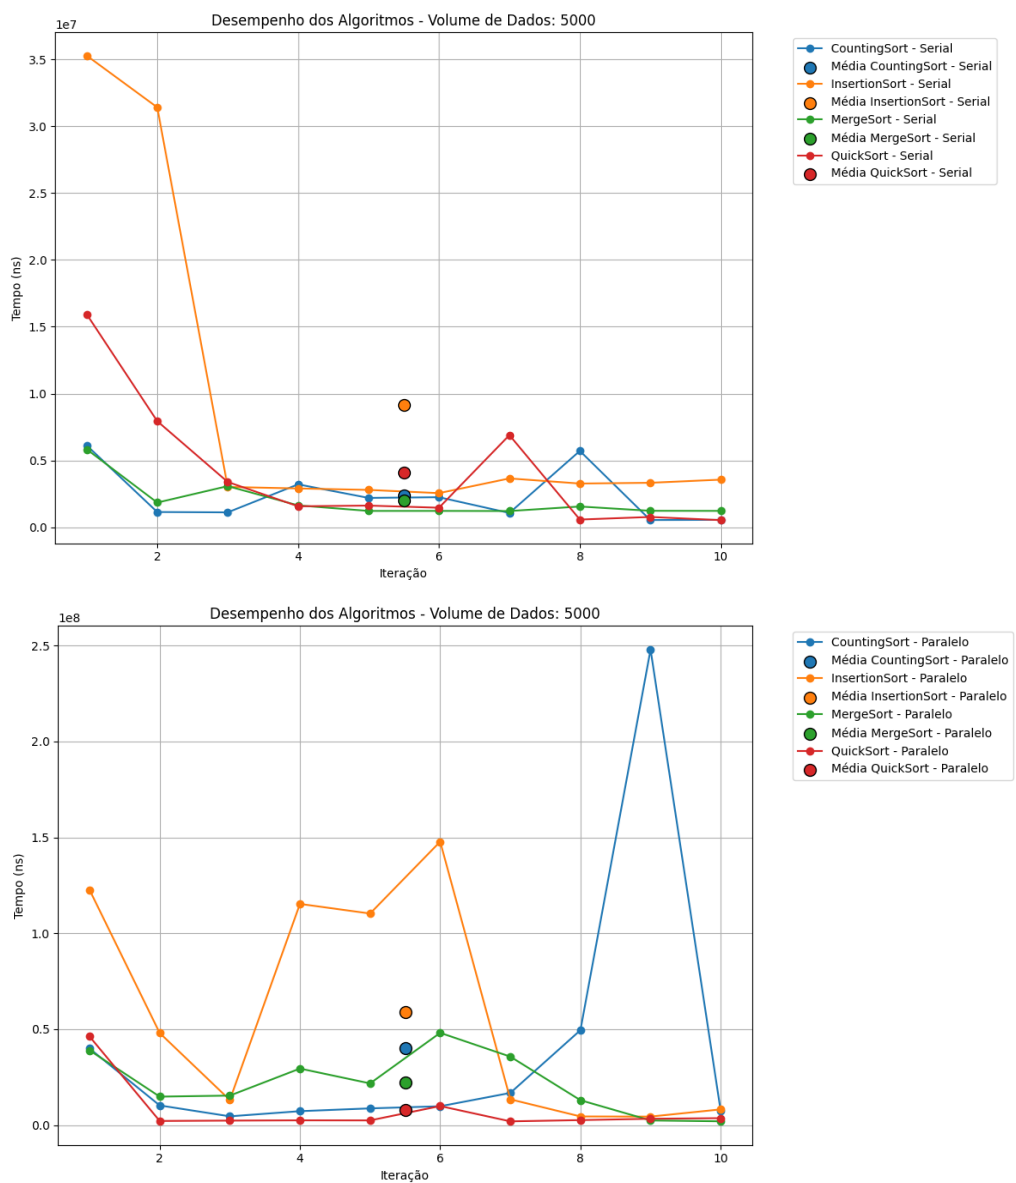 Desempenho dos Algoritmos - Volume de Dados: 5000
1e7
3.5
3.0
2.5
2.0
1.5
1.0
0.5
0.0
Tempo (ns)
2
4
6
8
10
Iteração
CountingSort - Serial
Média CountingSort - Serial
InsertionSort - Serial
Média InsertionSort - Serial
MergeSort - Serial
Média MergeSort - Serial
QuickSort - Serial
Média QuickSort - Serial
Desempenho dos Algoritmos - Volume de Dados: 5000
1e8
2.5
2.0
1.5
1.0
0.5
0.0
Tempo (ns)
2
4
6
8
10
Iteração
CountingSort - Paralelo
Média CountingSort - Paralelo
InsertionSort - Paralelo
Média InsertionSort - Paralelo
MergeSort - Paralelo
Média MergeSort - Paralelo
QuickSort - Paralelo
Média QuickSort - Paralelo